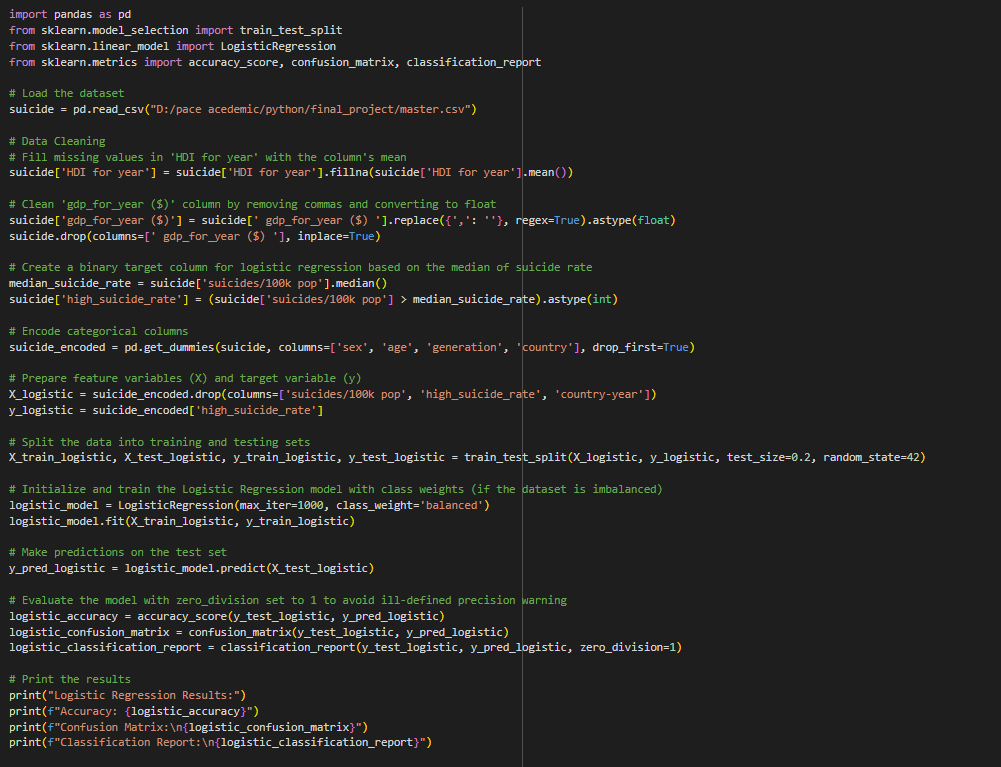 import pandas as pd
from sklearn.model_selection import train_test_split
from sklearn.linear_model import LogisticRegression
from sklearn.metrics import accuracy_score, confusion_matrix, classification_report

# Load the dataset
suicide = pd.read_csv("D:/pace acedemic/python/final_project/master.csv")

# Data Cleaning
# Fill missing values in 'HDI for year' with the column's mean
suicide['HDI for year'] = suicide['HDI for year'].fillna(suicide['HDI for year'].mean())

# Clean 'gdp_for_year ($)' column by removing commas and converting to float
suicide['gdp_for_year ($)'] = suicide[' gdp_for_year ($) '].replace({',': ''}, regex=True).astype(float)
suicide.drop(columns=[' gdp_for_year ($) '], inplace=True)

# Create a binary target column for logistic regression based on the median of suicide rate
median_suicide_rate = suicide['suicides/100k pop'].median()
suicide['high_suicide_rate'] = (suicide['suicides/100k pop'] > median_suicide_rate).astype(int)

# Encode categorical columns
suicide_encoded = pd.get_dummies(suicide, columns=['sex', 'age', 'generation', 'country'], drop_first=True)

# Prepare feature variables (X) and target variable (y)
X_logistic = suicide_encoded.drop(columns=['suicides/100k pop', 'high_suicide_rate', 'country-year'])
y_logistic = suicide_encoded['high_suicide_rate']

# Split the data into training and testing sets
X_train_logistic, X_test_logistic, y_train_logistic, y_test_logistic = train_test_split(X_logistic, y_logistic, test_size=0.2, random_state=42)

# Initialize and train the Logistic Regression model with class weights (if the dataset is imbalanced)
logistic_model = LogisticRegression(max_iter=1000, class_weight='balanced')
logistic_model.fit(X_train_logistic, y_train_logistic)

# Make predictions on the test set
y_pred_logistic = logistic_model.predict(X_test_logistic)

# Evaluate the model with zero_division set to 1 to avoid ill-defined precision warning
logistic_accuracy = accuracy_score(y_test_logistic, y_pred_logistic)
logistic_confusion_matrix = confusion_matrix(y_test_logistic, y_pred_logistic)
logistic_classification_report = classification_report(y_test_logistic, y_pred_logistic, zero_division=1)

# Print the results
print("Logistic Regression Results:")
print(f"Accuracy: {logistic_accuracy}")
print(f"Confusion Matrix:\n{logistic_confusion_matrix}")
print(f"Classification Report:\n{logistic_classification_report}")